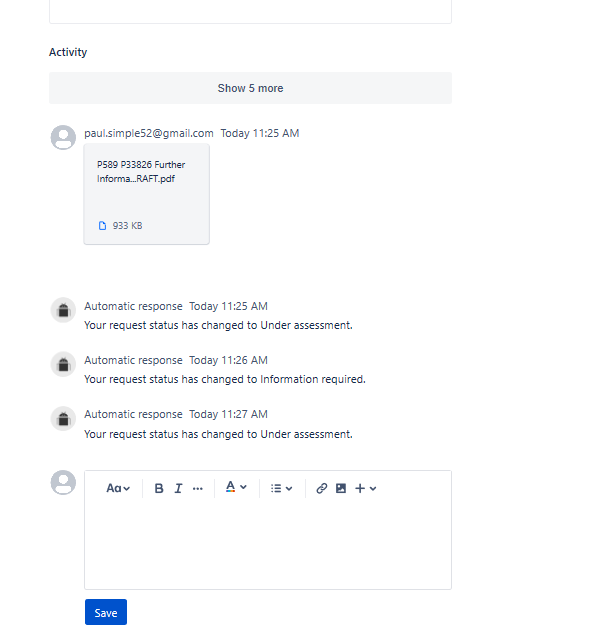 Activity
Show 5 more
paul.simple52@gmail.com Today 11:25 AM
P589 P33826 Further
Informa...RAFT.pdf
933 KB
Automatic response Today 11:25 AM
Your request status has changed to Under assessment.
Automatic response Today 11:26 AM
Your request status has changed to Information required.
Automatic response Today 11:27 AM
Your request status has changed to Under assessment.
Aa B I ... A
Save